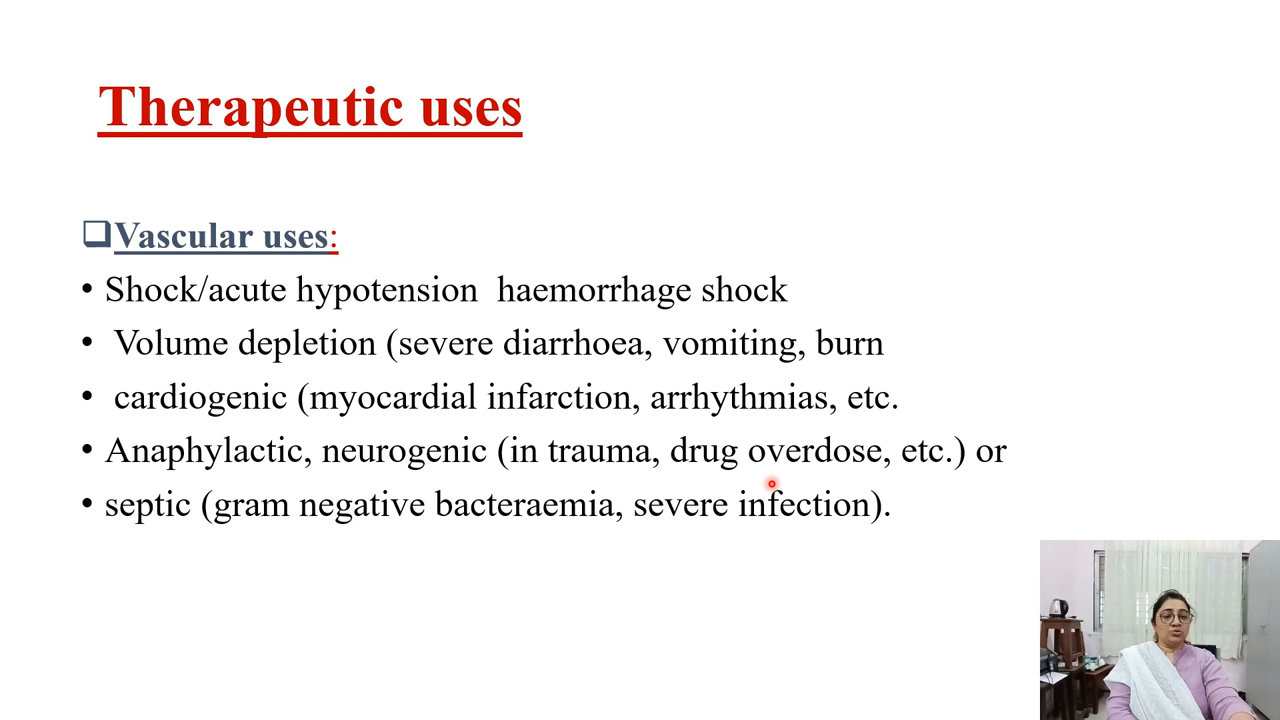 Therapeutic uses
❑Vascular uses:
• Shock/acute hypotension haemorrhage shock
• Volume depletion (severe diarrhoea, vomiting, burn
• cardiogenic (myocardial infarction, arrhythmias, etc.
• Anaphylactic, neurogenic (in trauma, drug overdose, etc.) or
• septic (gram negative bacteraemia, severe infection).